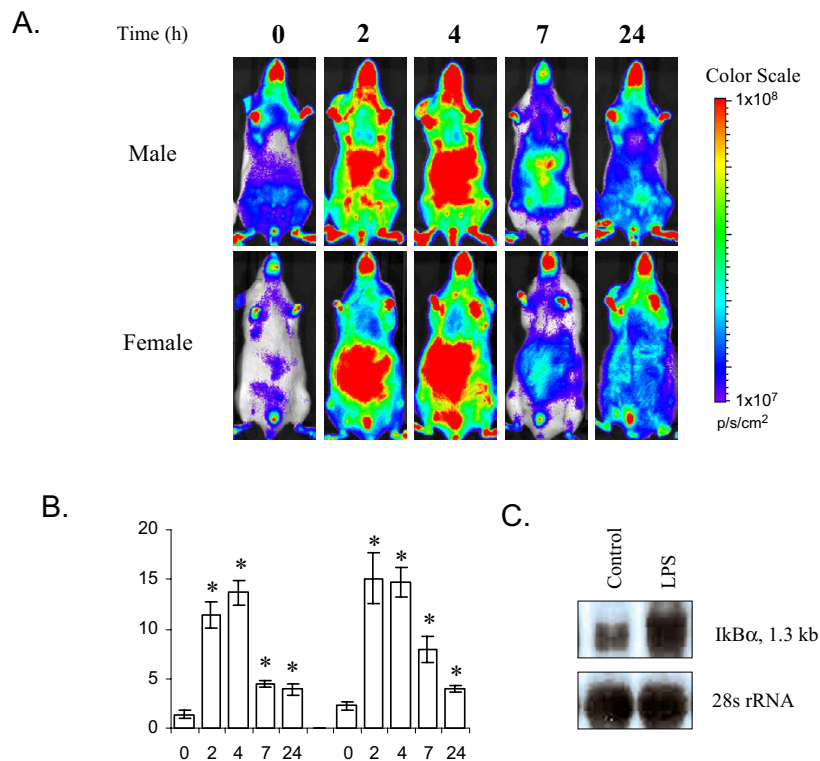 A.
Time (h) 0 2 4 7 24
Color Scale
1x10⁸
Male
Female
1x10⁷
p/s/cm²
B.
20
15
10
5
0
* * * * * * * *
0 2 4 7 24 0 2 4 7 24
C.
Control LPS
IkBα, 1.3 kb
28s rRNA